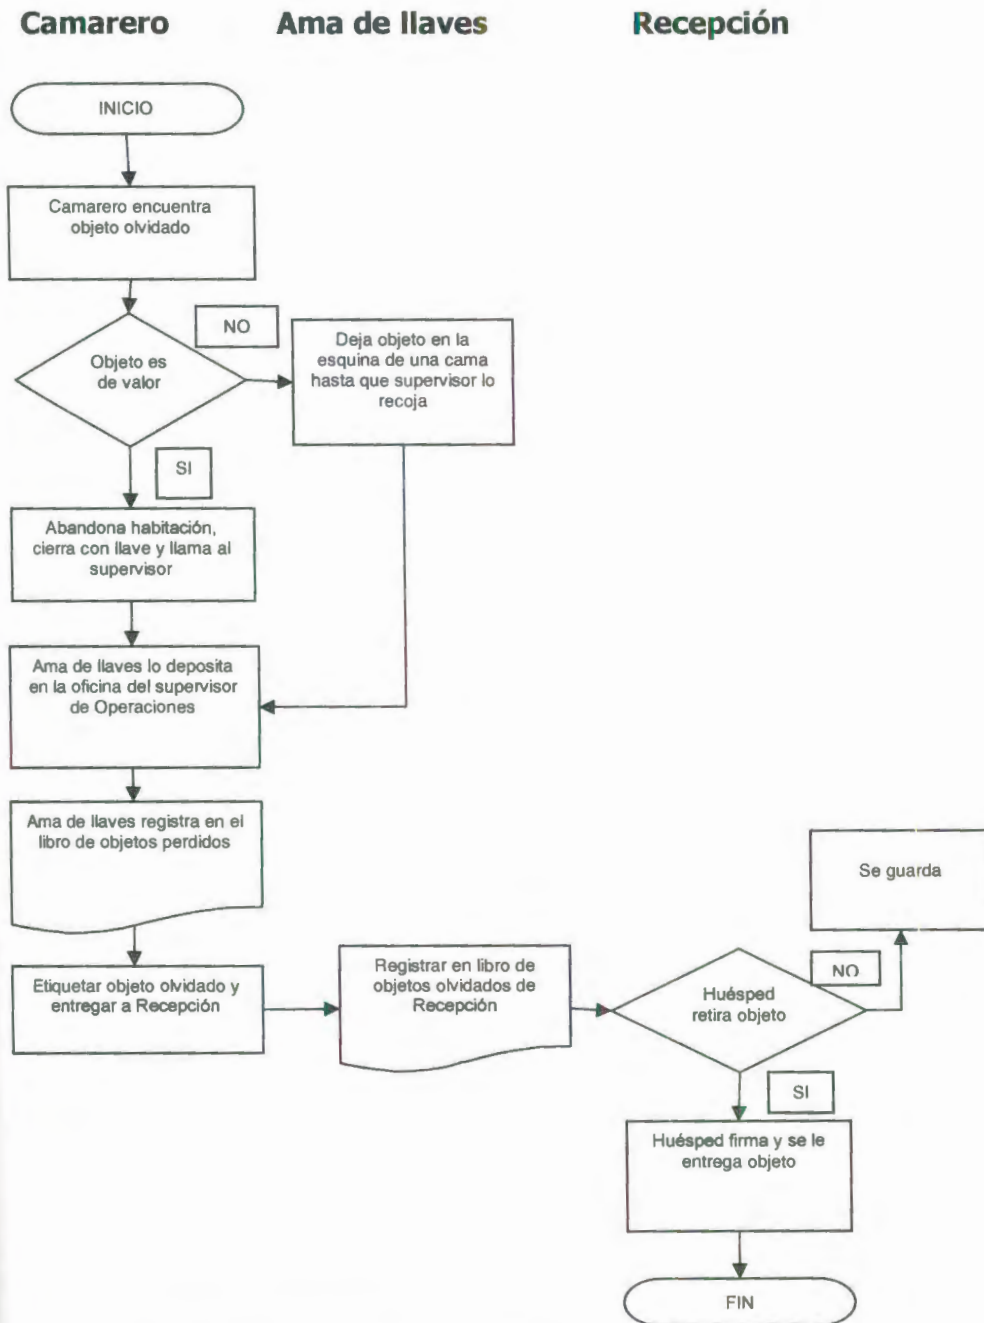 Camarero Ama de llaves Recepción
INICIO
Camarero encuentra
objeto olvidado
NO
Objeto es
de valor
Deja objeto en la
esquina de una cama
hasta que supervisor lo
recoja
SI
Abandona habitación,
cierra con llave y llama al
supervisor
Ama de llaves lo deposita
en la oficina del supervisor
de Operaciones
Ama de llaves registra en el
libro de objetos perdidos
Etiquetar objeto olvidado y
entregar a Recepción
Registrar en libro de
objetos olvidados de
Recepción
Huésped
retira objeto
NO
Se guarda
SI
Huésped firma y se le
entrega objeto
FIN